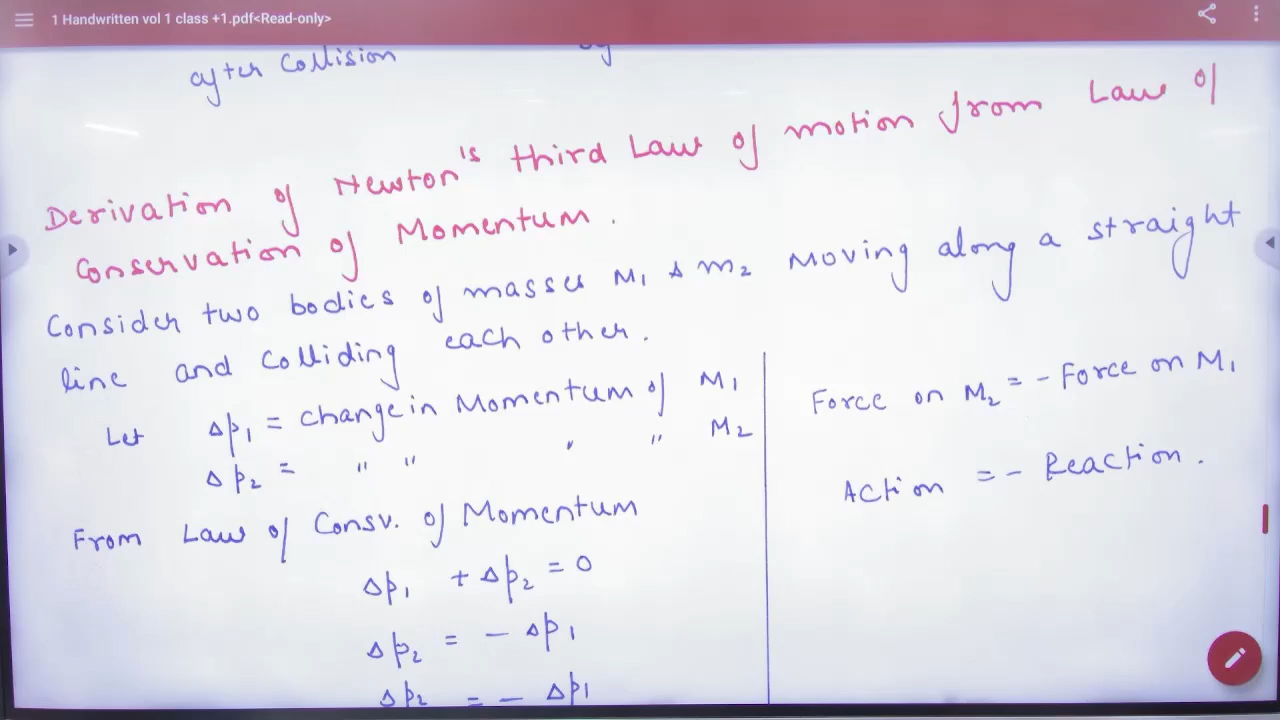 1 Handwritten vol 1 class +1.pdf<Read-only>
after Collision
Derivation of Newton's third Law of motion from Law of
Conservation of Momentum.
Consider two bodies of masses M₁ & m₂ moving along a straight
line and colliding each other.
Let Δp₁ = change in Momentum of M₁
Δp₂ = " " " " M₂
From Law of Consv. of Momentum
Δp₁ + Δp₂ = 0
Δp₂ = - Δp₁
Δp₂ = - Δp₁
Force on M₂ = - Force on M₁
Action = - Reaction.